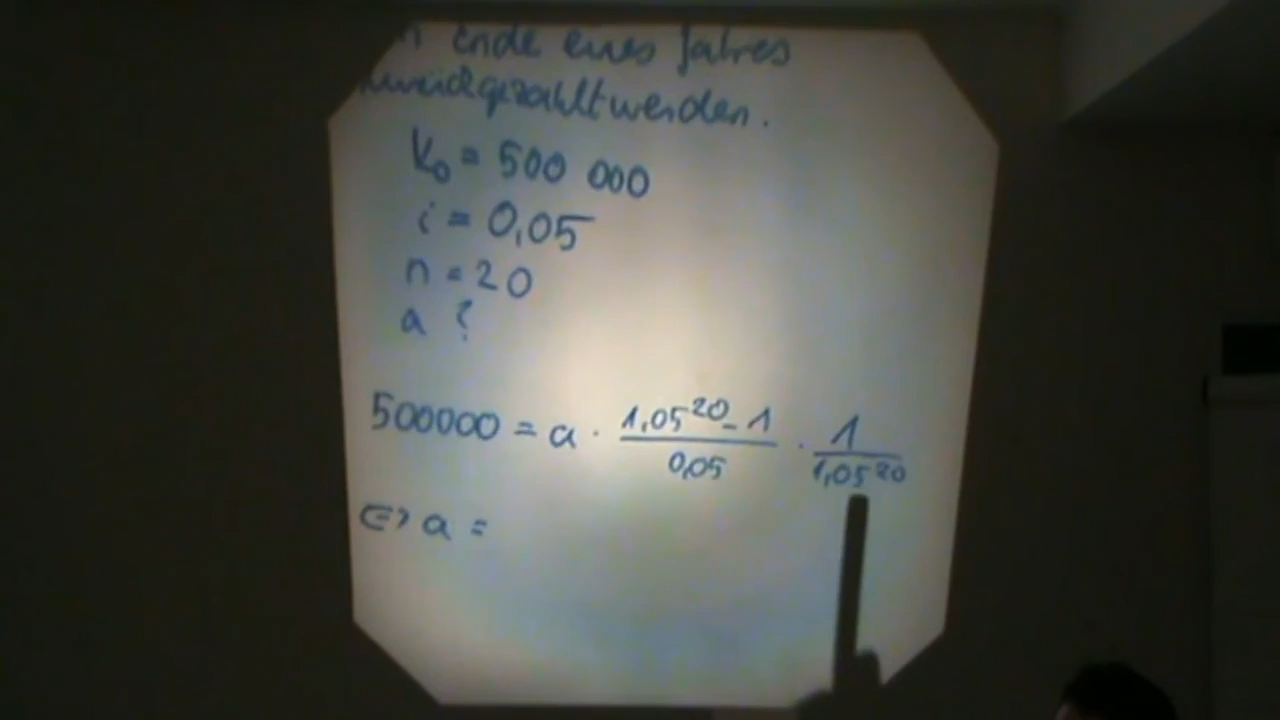 Ende eines Jahres
zurückgezahlt werden.
K₀ = 500 000
i = 0,05
n = 20
a ?
500000 = a · (1,05²⁰ - 1)/(0,05) · 1/(1,05²⁰)
⇔ a =